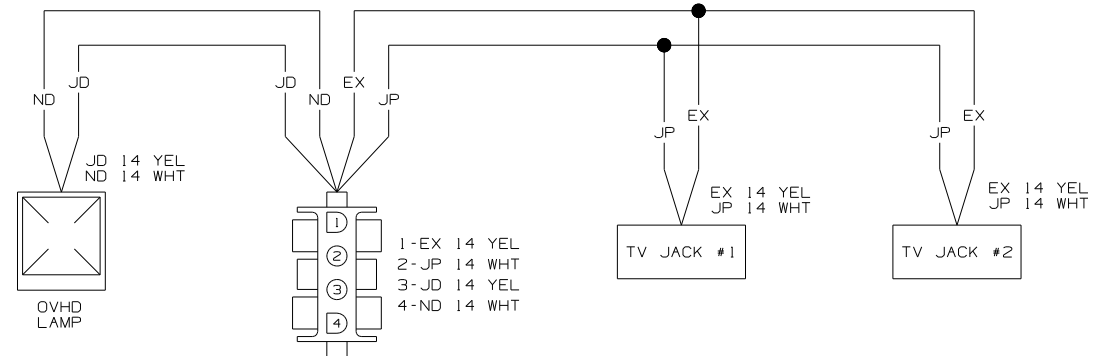 ND
JD
JD
ND
EX
JP
JP
EX
JP
EX
JD 14 YEL
ND 14 WHT
EX 14 YEL
JP 14 WHT
EX 14 YEL
JP 14 WHT
1
2
3
4
1-EX 14 YEL
2-JP 14 WHT
3-JD 14 YEL
4-ND 14 WHT
TV JACK #1
TV JACK #2
OVHD
LAMP